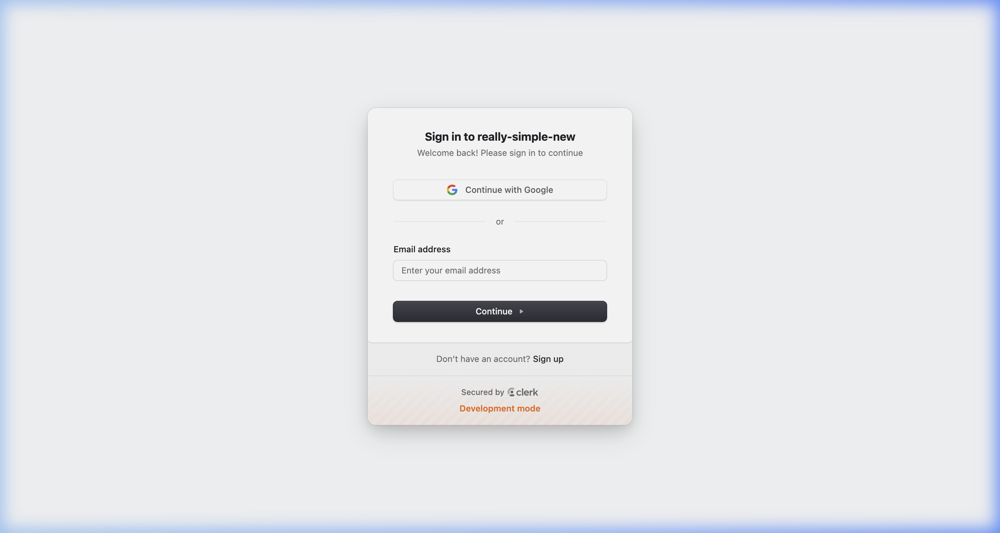 Sign in to really-simple-new
Welcome back! Please sign in to continue
Continue with Google
or
Email address
Enter your email address
Continue
Don’t have an account? Sign up
Secured by clerk
Development mode